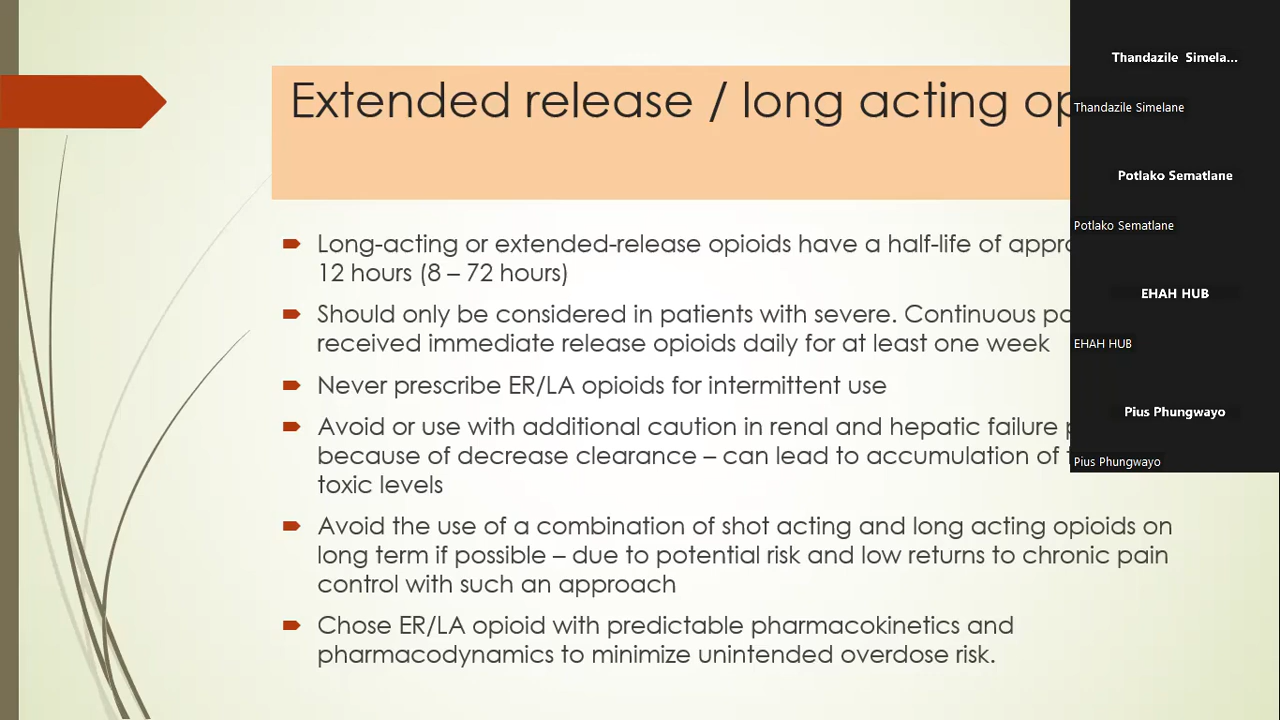 Extended release / long acting
Long-acting or extended-release opioids have a half-life of
12 hours (8 – 72 hours)
Should only be considered in patients with severe. Continuous
received immediate release opioids daily for at least one week
Never prescribe ER/LA opioids for intermittent use
Avoid or use with additional caution in renal and hepatic failure
because of decrease clearance – can lead to accumulation of
toxic levels
Avoid the use of a combination of shot acting and long acting opioids on
long term if possible – due to potential risk and low returns to chronic pain
control with such an approach
Chose ER/LA opioid with predictable pharmacokinetics and
pharmacodynamics to minimize unintended overdose risk.
Thandazile Simela...
Thandazile Simelane
Potlako Sematlane
Potlako Sematlane
EHAH HUB
EHAH HUB
Pius Phungwayo
Pius Phungwayo